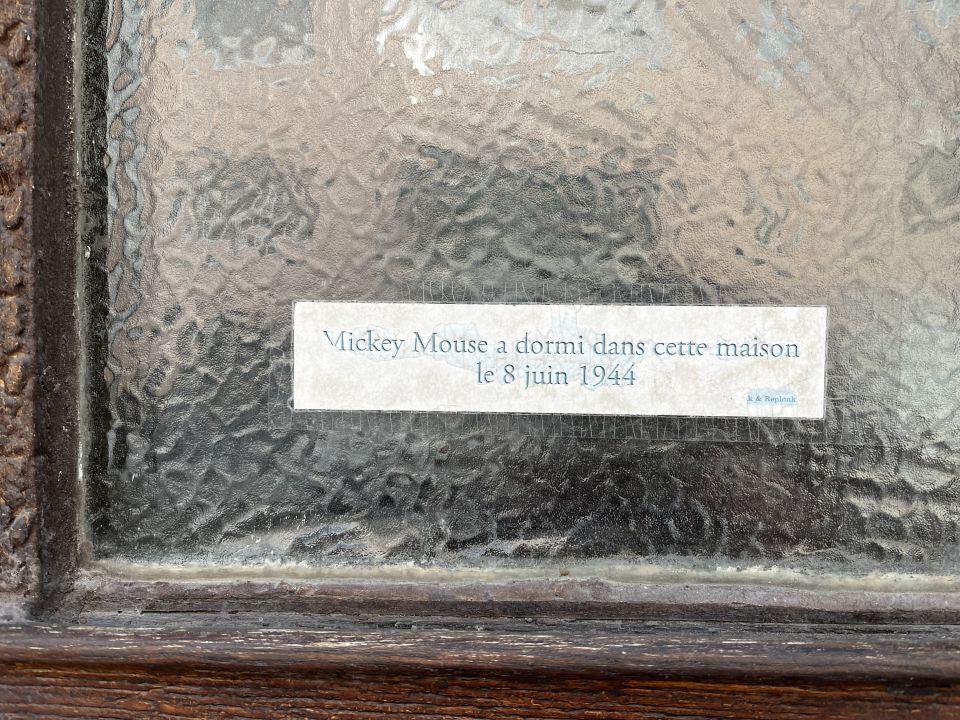 Mickey Mouse a dormi dans cette maison
le 8 juin 1944
k & Replonk